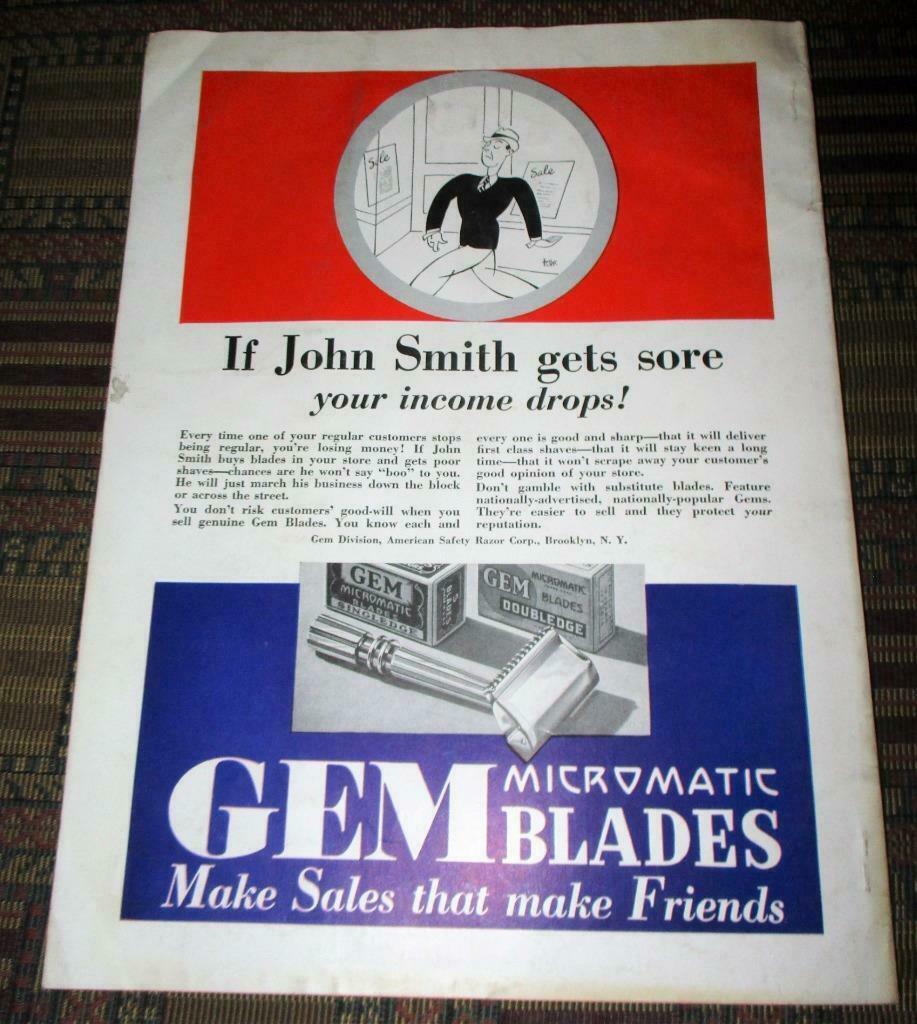 Sale
Sale
If John Smith gets sore
your income drops!
Every time one of your regular customers stops
being regular, you're losing money! If John
Smith buys blades in your store and gets poor
shaves—chances are he won't say "boo" to you.
He will just march his business down the block
or across the street.
You don't risk customers' good-will when you
sell genuine Gem Blades. You know each and
every one is good and sharp—that it will deliver
first class shaves—that it will stay keen a long
time—that it won't scrape away your customer's
good opinion of your store.
Don't gamble with substitute blades. Feature
nationally-advertised, nationally-popular Gems.
They're easier to sell and they protect your
reputation.
Gem Division, American Safety Razor Corp., Brooklyn, N. Y.
GEM
MICROMATIC
BLADES
SINGLEDGE
BLADES
GEM MICROMATIC
BLADES
DOUBLEDGE
GEM MICROMATIC
BLADES
Make Sales that make Friends